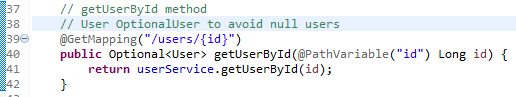 37 // getUserById method
38 // User OptionalUser to avoid null users
39 @GetMapping("/users/{id}")
40 public Optional<User> getUserById(@PathVariable("id") Long id) {
41 return userService.getUserById(id);
42 }